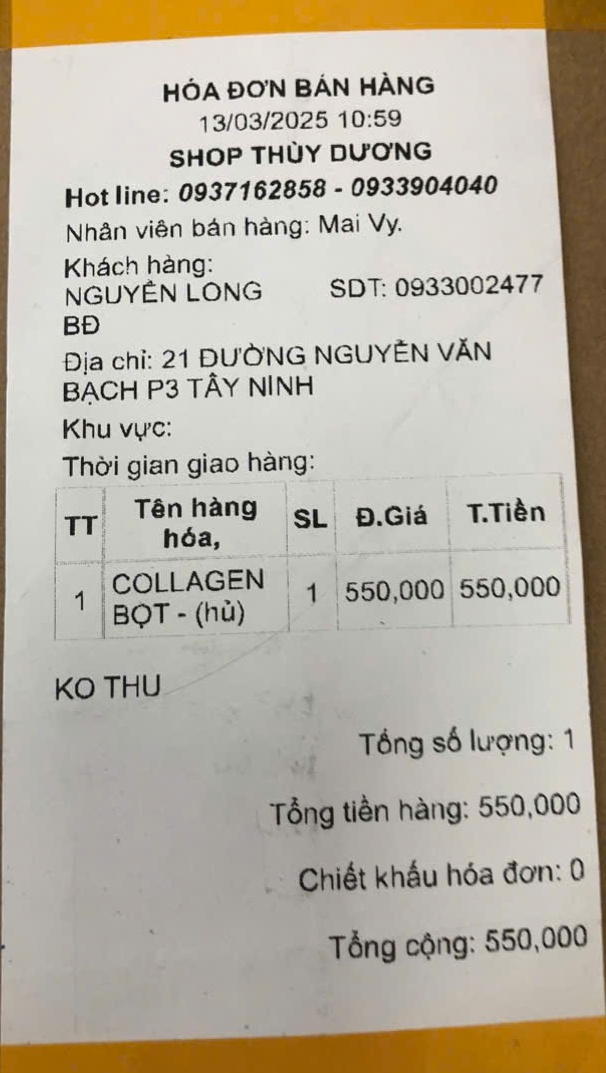 HÓA ĐƠN BÁN HÀNG
13/03/2025 10:59
SHOP THÙY DƯƠNG
Hot line: 0937162858 - 0933904040
Nhân viên bán hàng: Mai Vy.
Khách hàng:
NGUYỄN LONG SDT: 0933002477
BĐ
Địa chỉ: 21 ĐƯỜNG NGUYỄN VĂN
BẠCH P3 TÂY NINH
Khu vực:
Thời gian giao hàng:
TT Tên hàng hóa, SL Đ.Giá T.Tiền
1 COLLAGEN BỌT - (hủ) 1 550,000 550,000
KO THU
Tổng số lượng: 1
Tổng tiền hàng: 550,000
Chiết khấu hóa đơn: 0
Tổng cộng: 550,000